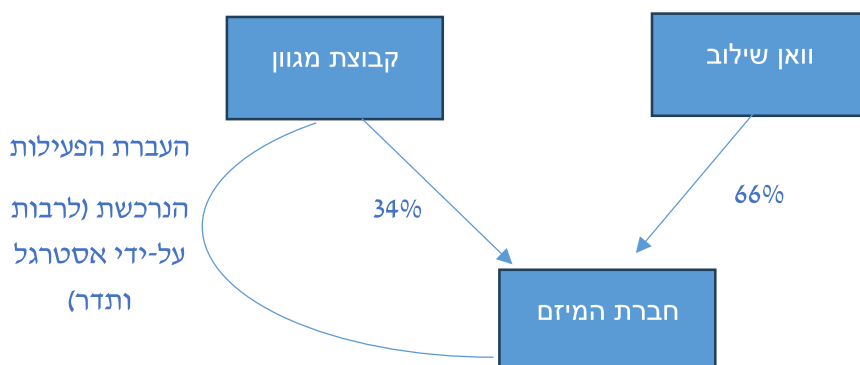 וואן שילוב
קבוצת מגוון
העברת הפעילות
הנרכשת (לרבות
על-ידי אסטרגל
ותדר)
34%
66%
חברת המיזם